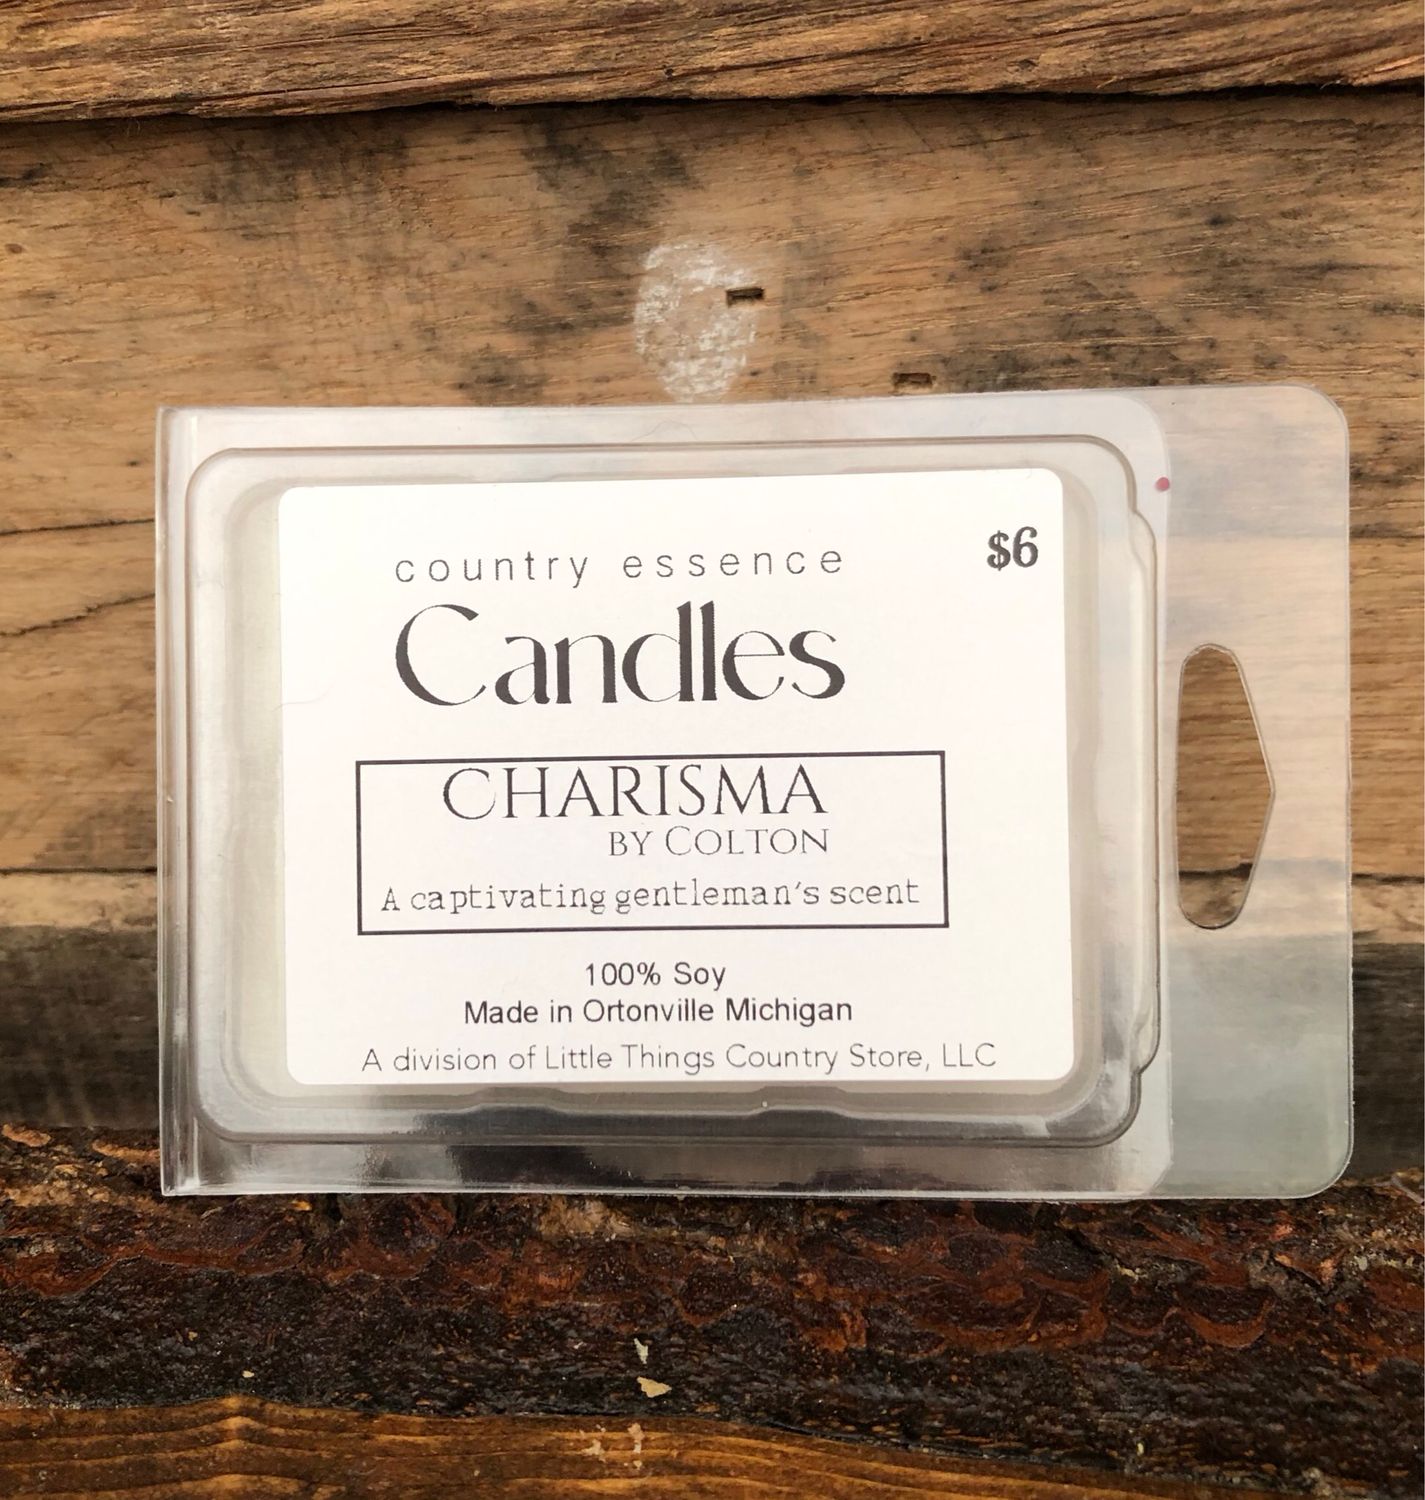 country essence
$6
Candles
CHARISMA
BY COLTON
A captivating gentleman's scent
100% Soy
Made in Ortonville Michigan
A division of Little Things Country Store, LLC